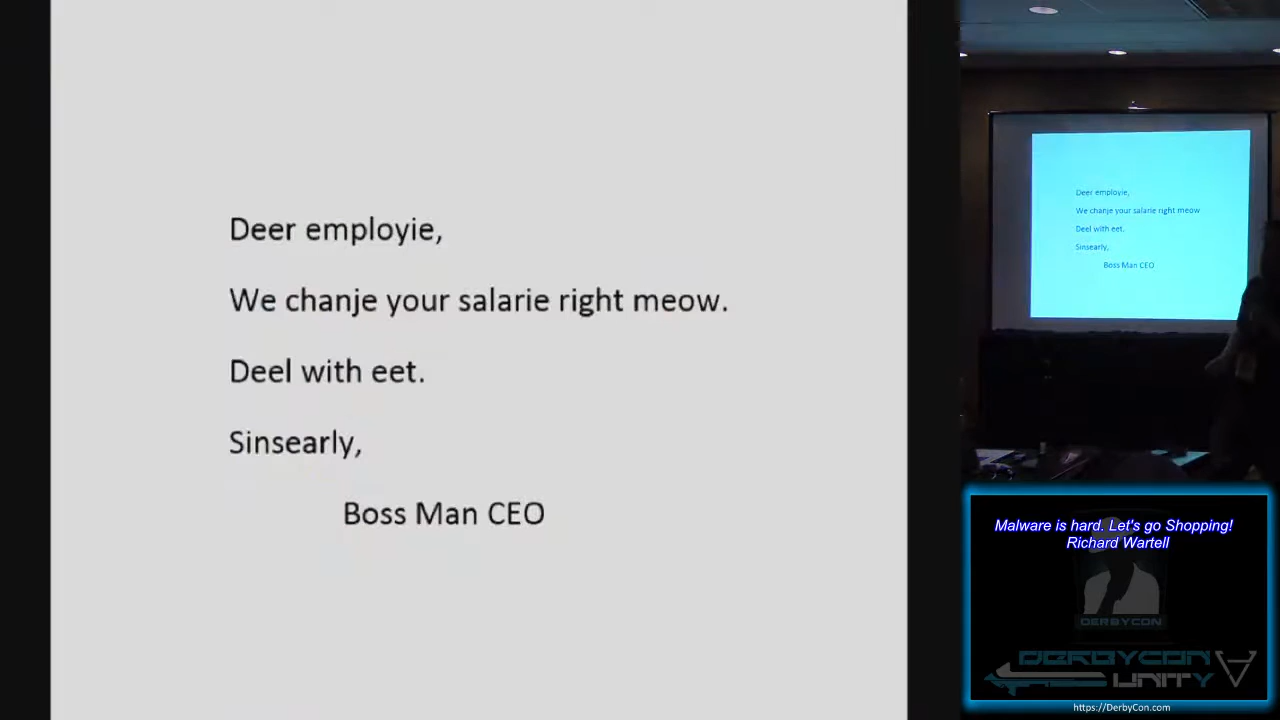 Deer employie,
We chanje your salarie right meow.
Deel with eet.
Sinsearly,
Boss Man CEO
Deer employie,
We chanje your salarie right meow
Deel with eet.
Sinsearly,
Boss Man CEO
Malware is hard. Let's go Shopping!
Richard Wartell
DERBYCON
DERBYCON
UNITY
https://DerbyCon.com